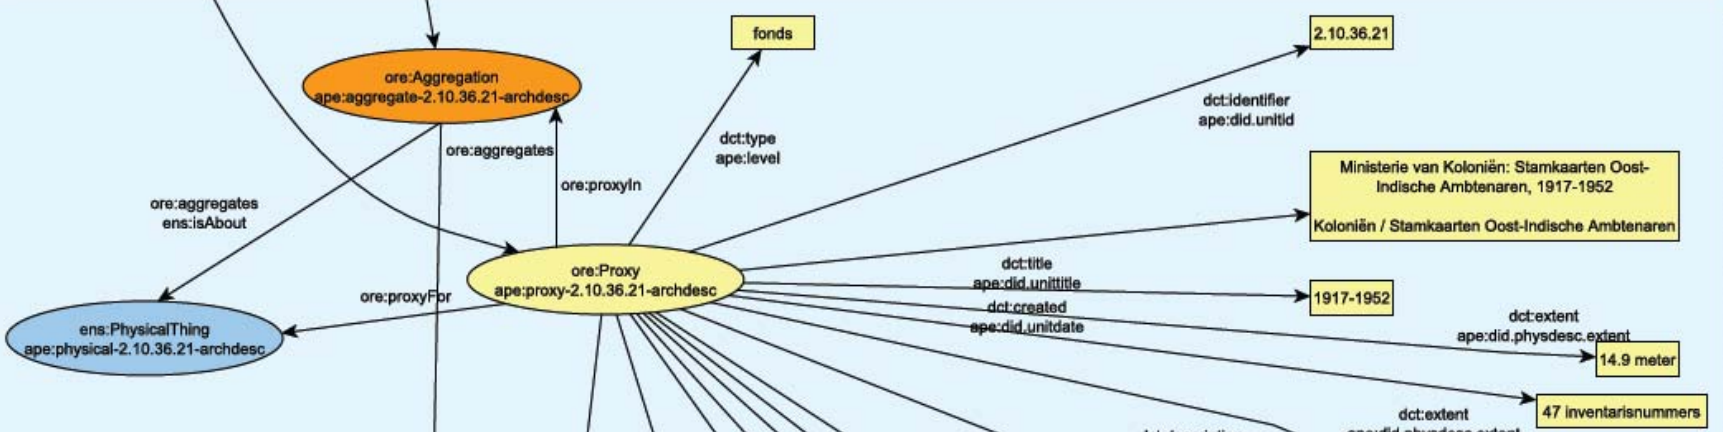 fonds
2.10.36.21
ore:Aggregation
ape:aggregate-2.10.36.21-archdesc
dct:identifier
ape:did.unitid
dct:type
ape:level
ore:aggregates
ore:proxyIn
Ministerie van Koloniën: Stamkaarten Oost-
Indische Ambtenaren, 1917-1952
Koloniën / Stamkaarten Oost-Indische Ambtenaren
ore:aggregates
ens:isAbout
ore:Proxy
ape:proxy-2.10.36.21-archdesc
dct:title
ape:did.unittitle
ore:proxyFor
1917-1952
dct:created
ape:did.unitdate
ens:PhysicalThing
ape:physical-2.10.36.21-archdesc
dct:extent
ape:did.physdesc.extent
14.9 meter
47 inventarisnummers
dct:extent